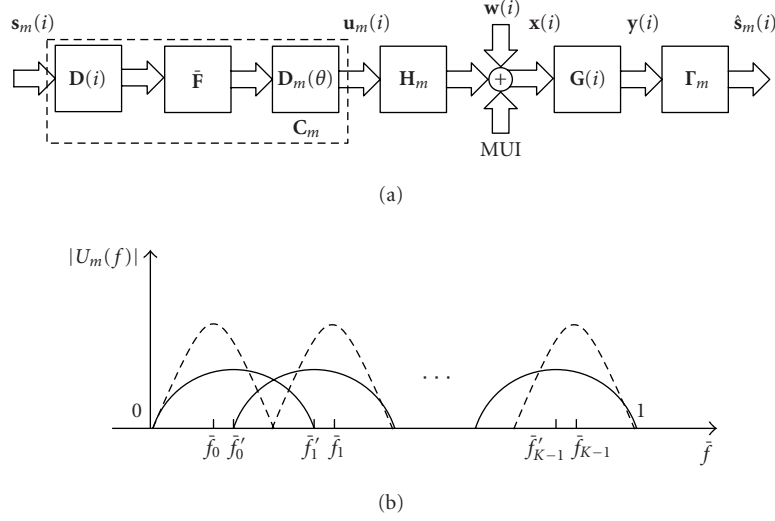 s_m(i) u_m(i) w(i) x(i) y(i) ŝ_m(i)
D(i) F̄ D_m(θ) H_m + G(i) Γ_m
C_m
MUI
(a)
|U_m(f)|
...
0 1
f̄_0 f̄_0′ f̄_1′ f̄_1 f̄′_{K−1} f̄_{K−1} f̄
(b)